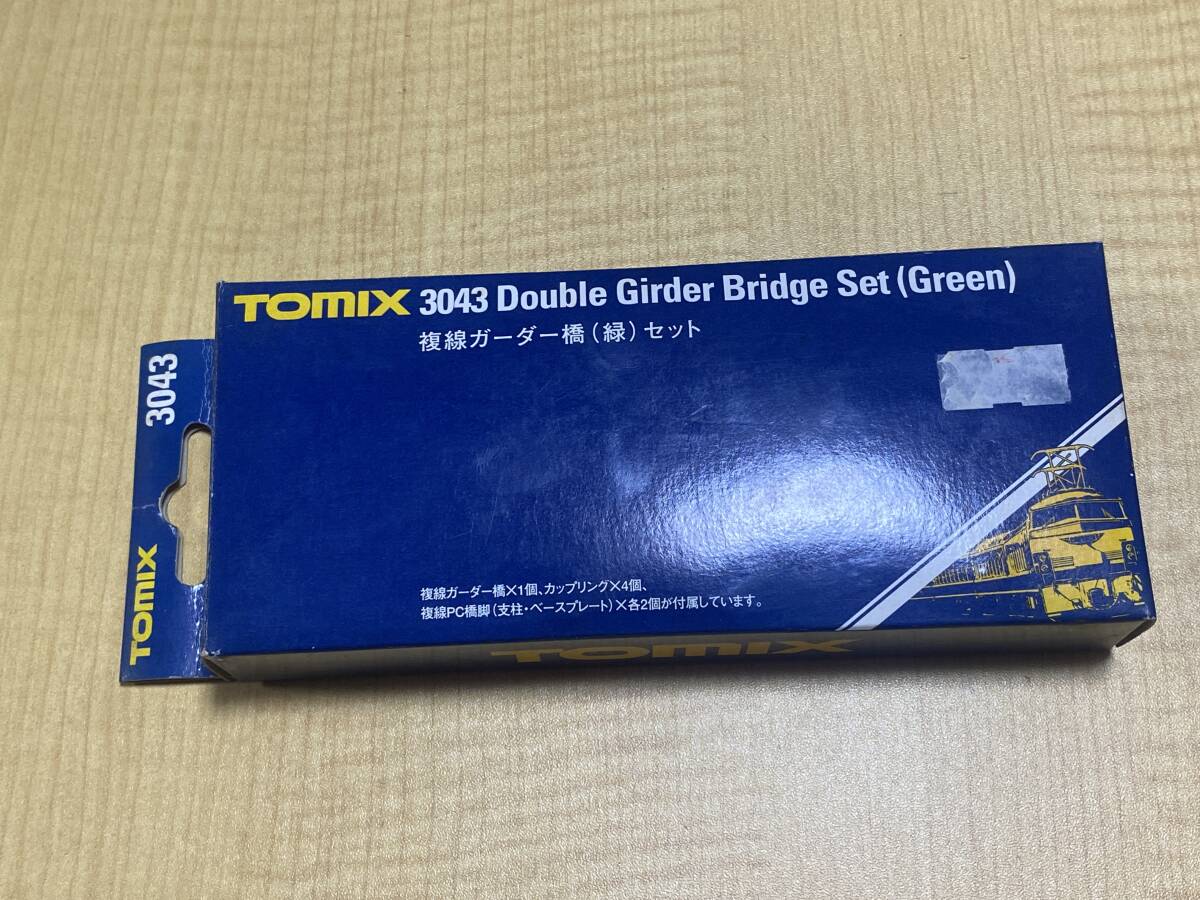 TOMIX 3043 Double Girder Bridge Set (Green)
複線ガーダー橋（緑）セット
複線ガーダー橋×1個、カップリング×4個、
複線PC橋脚（支柱・ベースプレート）×各2個が付属しています。
TOMIX
3043
TOMIX